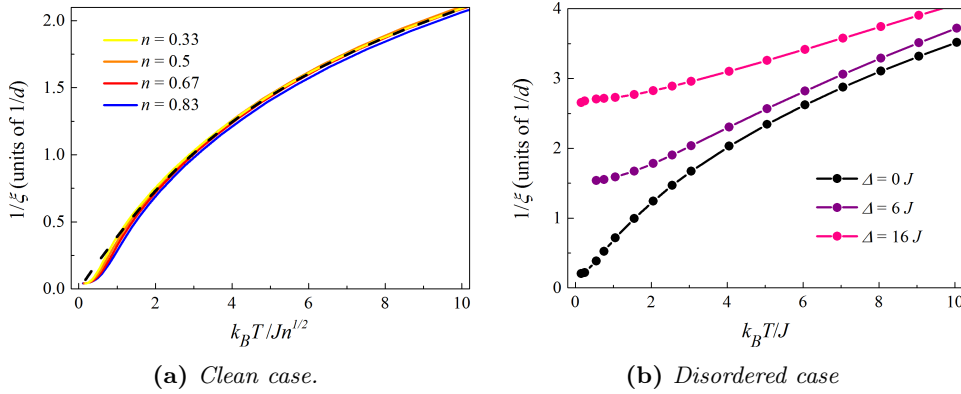 2.0
1.5
1.0
0.5
0.0
1/ξ (units of 1/d)
n = 0.33
n = 0.5
n = 0.67
n = 0.83
0 2 4 6 8 10
k_B T/Jn^{1/2}
(a) Clean case.
4
3
2
1
0
1/ξ (units of 1/d)
Δ = 0 J
Δ = 6 J
Δ = 16 J
0 2 4 6 8 10
k_B T/J
(b) Disordered case